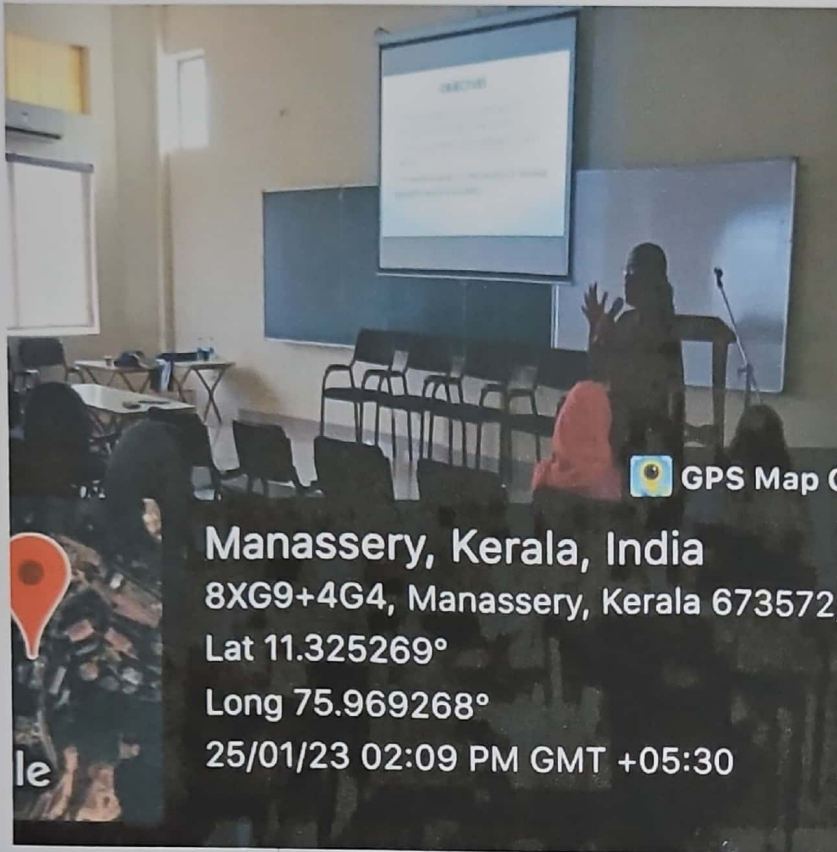 OBJECTIVES
GPS Map C
Manassery, Kerala, India
8XG9+4G4, Manassery, Kerala 673572
Lat 11.325269°
Long 75.969268°
25/01/23 02:09 PM GMT +05:30
le